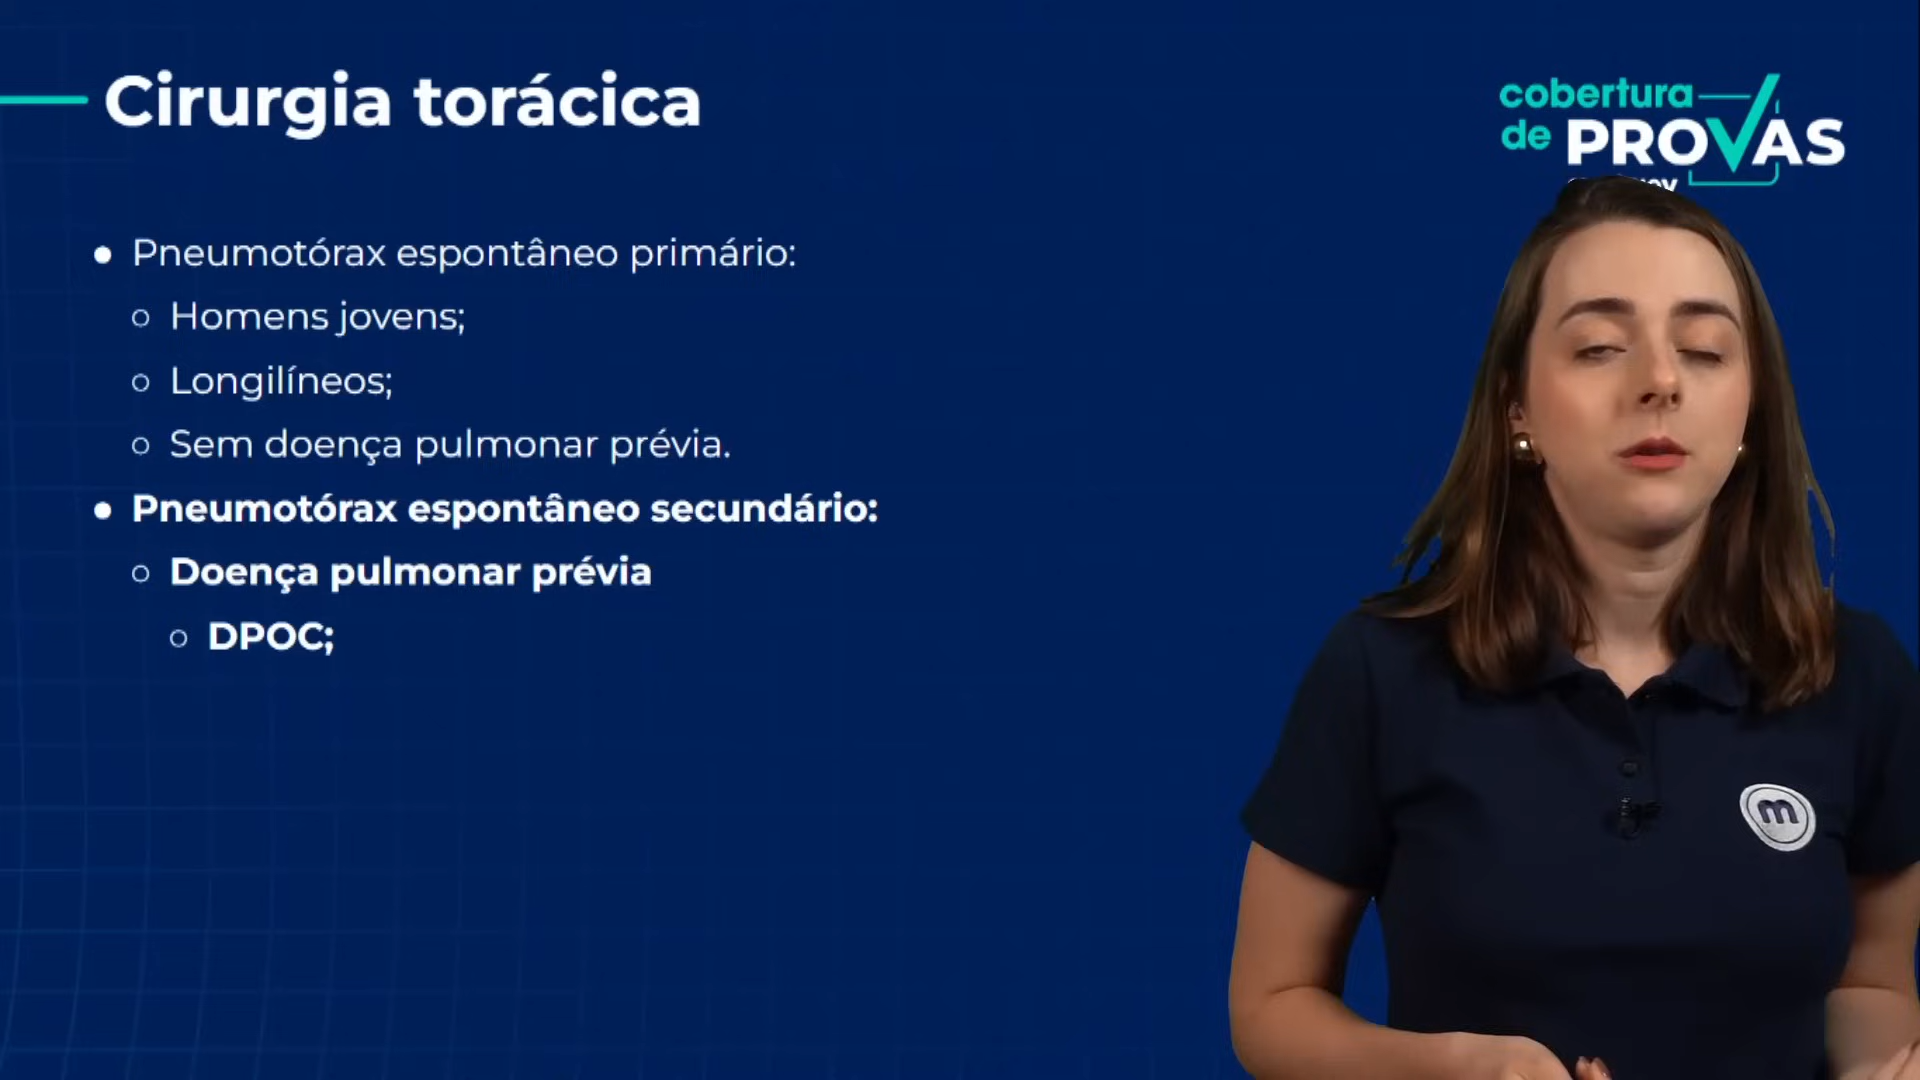 Cirurgia torácica
cobertura
de PROVAS
● Pneumotórax espontâneo primário:
○ Homens jovens;
○ Longilíneos;
○ Sem doença pulmonar prévia.
● Pneumotórax espontâneo secundário:
○ Doença pulmonar prévia
○ DPOC;
m